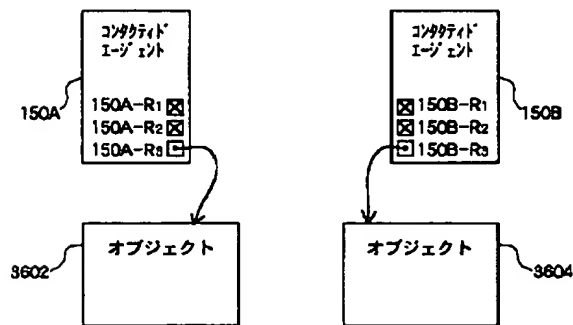 コンタクティド
エージェント
150A
150A-R1
150A-R2
150A-R3
コンタクティド
エージェント
150B-R1
150B-R2
150B-R3
150B
オブジェクト
3602
オブジェクト
3604